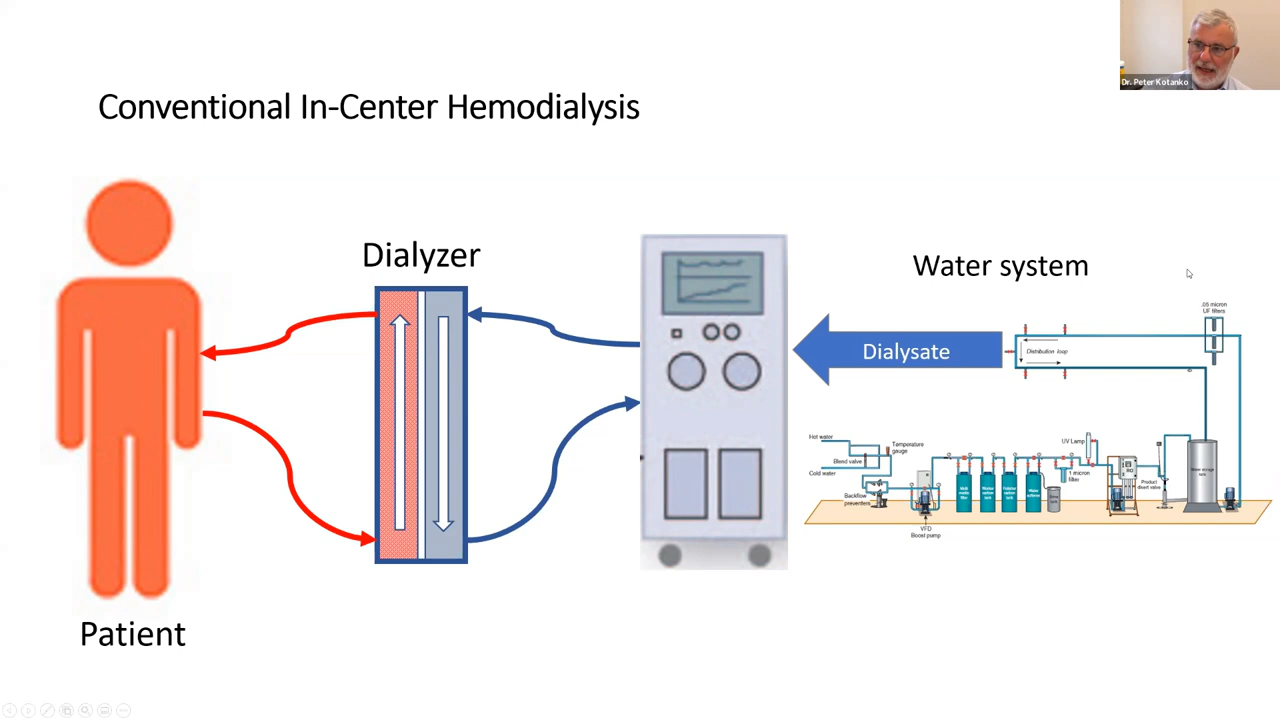 Dr. Peter Kotanko
Conventional In-Center Hemodialysis
Dialyzer
Water system
.05 micron
UF filters
Dialysate
Distribution loop
Hot water
Temperature
gauge
Blend valve
Cold water
Backflow
preventers
VFD
Boost pump
UV Lamp
1 micron
filter
RO
Product
divert valve
Water storage
tank
Patient